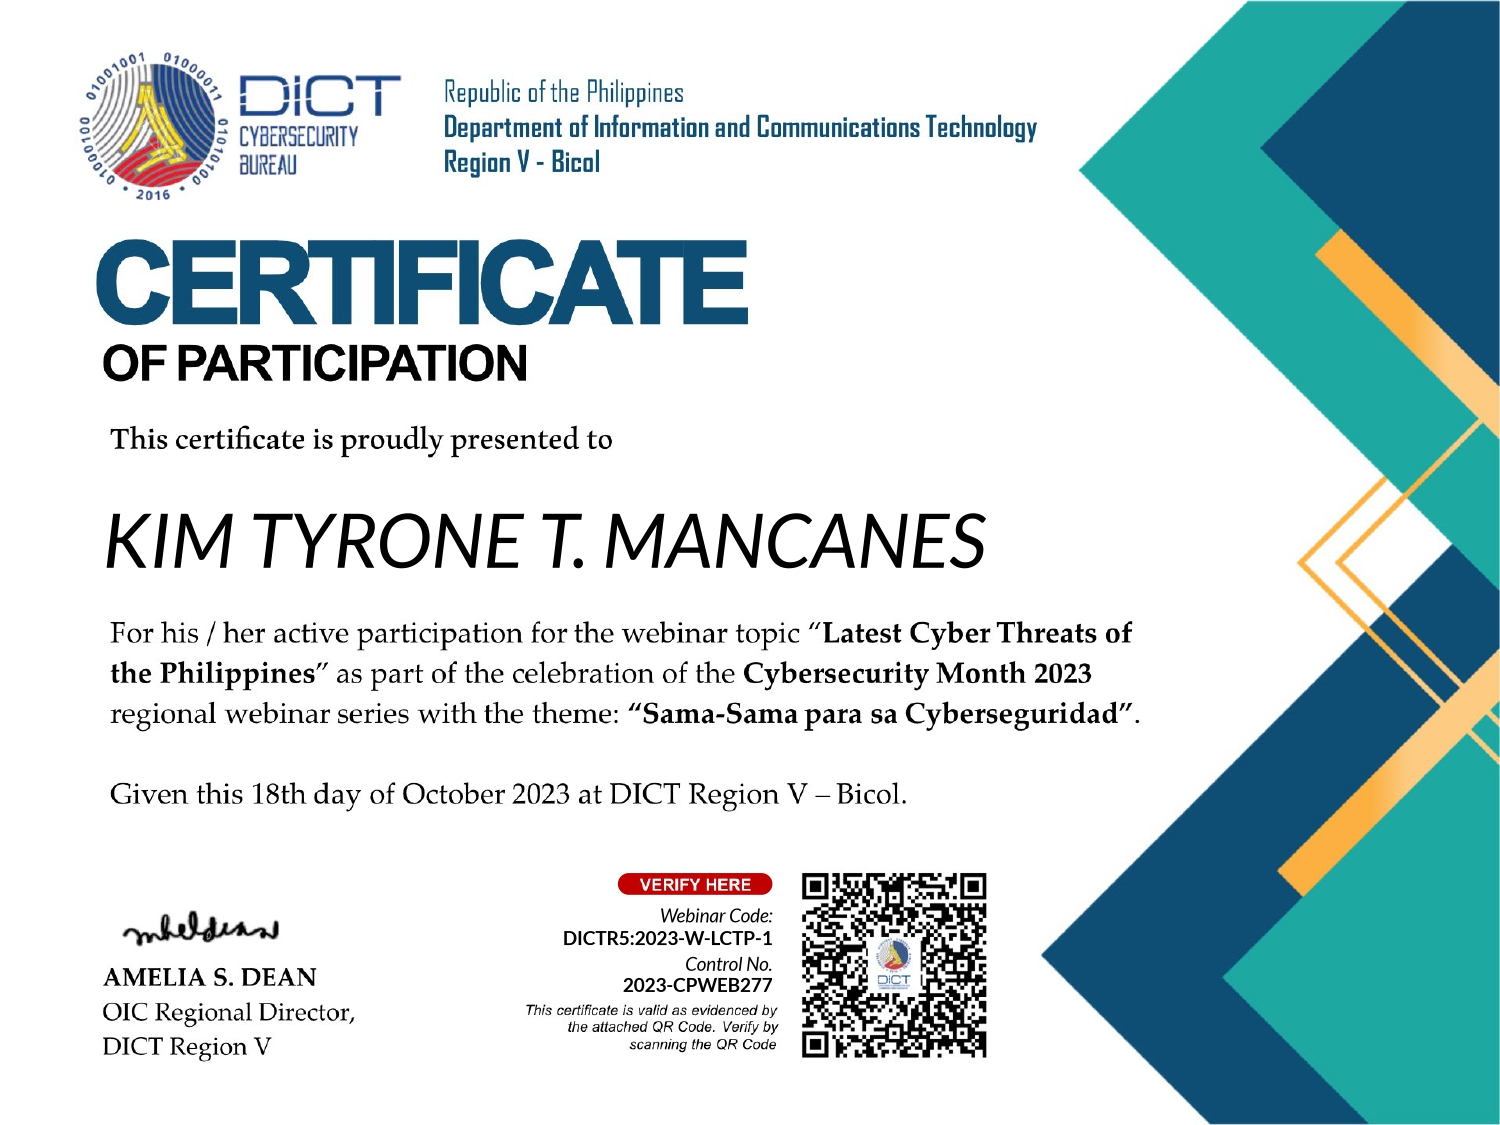 01000100 01001001 01000011 01010100 00
• 2016 •
DICT
CYBERSECURITY
BUREAU
Republic of the Philippines
Department of Information and Communications Technology
Region V - Bicol
CERTIFICATE
OF PARTICIPATION
This certificate is proudly presented to
KIM TYRONE T. MANCANES
For his / her active participation for the webinar topic “Latest Cyber Threats of
the Philippines” as part of the celebration of the Cybersecurity Month 2023
regional webinar series with the theme: “Sama-Sama para sa Cyberseguridad”.
Given this 18th day of October 2023 at DICT Region V – Bicol.
AMELIA S. DEAN
OIC Regional Director,
DICT Region V
VERIFY HERE
Webinar Code:
DICTR5:2023-W-LCTP-1
Control No.
2023-CPWEB277
This certificate is valid as evidenced by
the attached QR Code. Verify by
scanning the QR Code
DICT